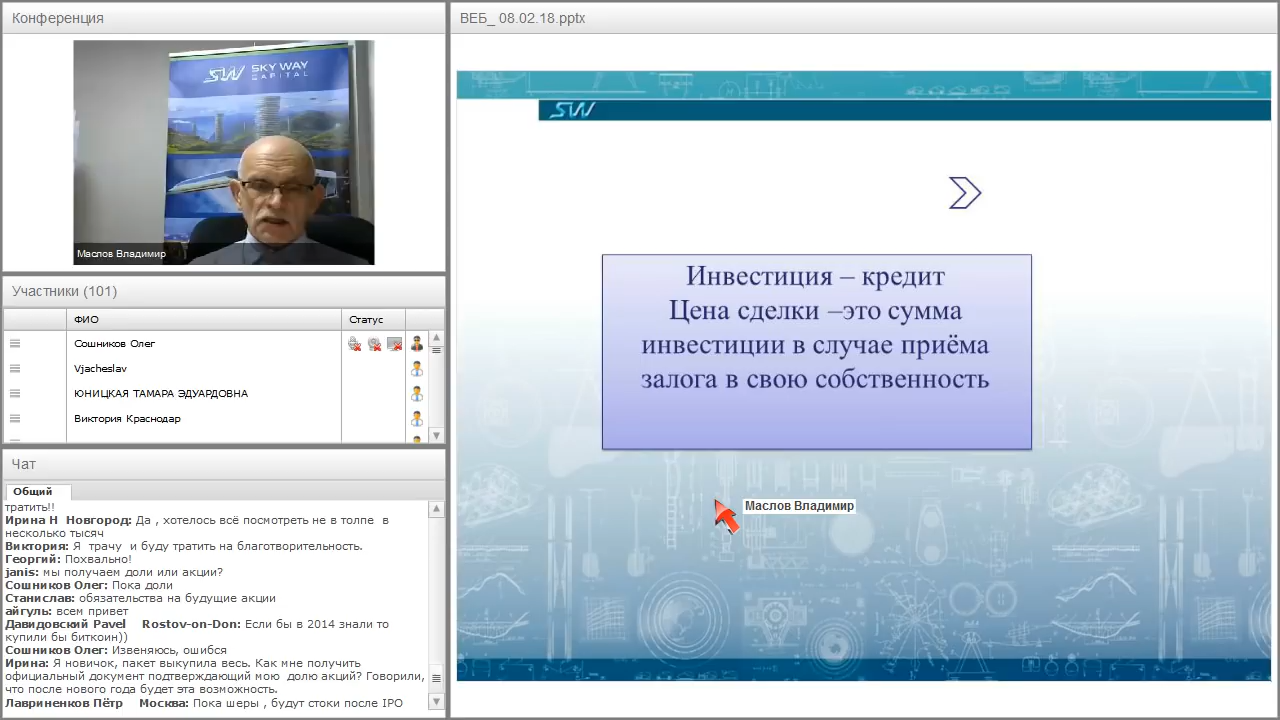 Конференция
SW SKY WAY
CAPITAL
Маслов Владимир
Участники (101)
ФИО
Статус
Сошников Олег
Vjacheslav
ЮНИЦКАЯ ТАМАРА ЭДУАРДОВНА
Виктория Краснодар
Чат
Общий
тратить!!
Ирина Н Новгород: Да , хотелось всё посмотреть не в толпе в
несколько тысяч
Виктория: Я трачу и буду тратить на благотворительность.
Георгий: Похвально!
janis: мы получаем доли или акции?
Сошников Олег: Пока доли
Станислав: обязательства на будущие акции
айгуль: всем привет
Давидовский Pavel Rostov-on-Don: Если бы в 2014 знали то
купили бы биткоин))
Сошников Олег: Извеняюсь, ошибся
Ирина: Я новичок, пакет выкупила весь. Как мне получить
официальный документ подтверждающий мою долю акций? Говорили,
что после нового года будет эта возможность.
Лавриненков Пётр Москва: Пока шеры , будут стоки после IPO
ВЕБ_ 08.02.18.pptx
SW
Инвестиция – кредит
Цена сделки –это сумма
инвестиции в случае приёма
залога в свою собственность
Маслов Владимир